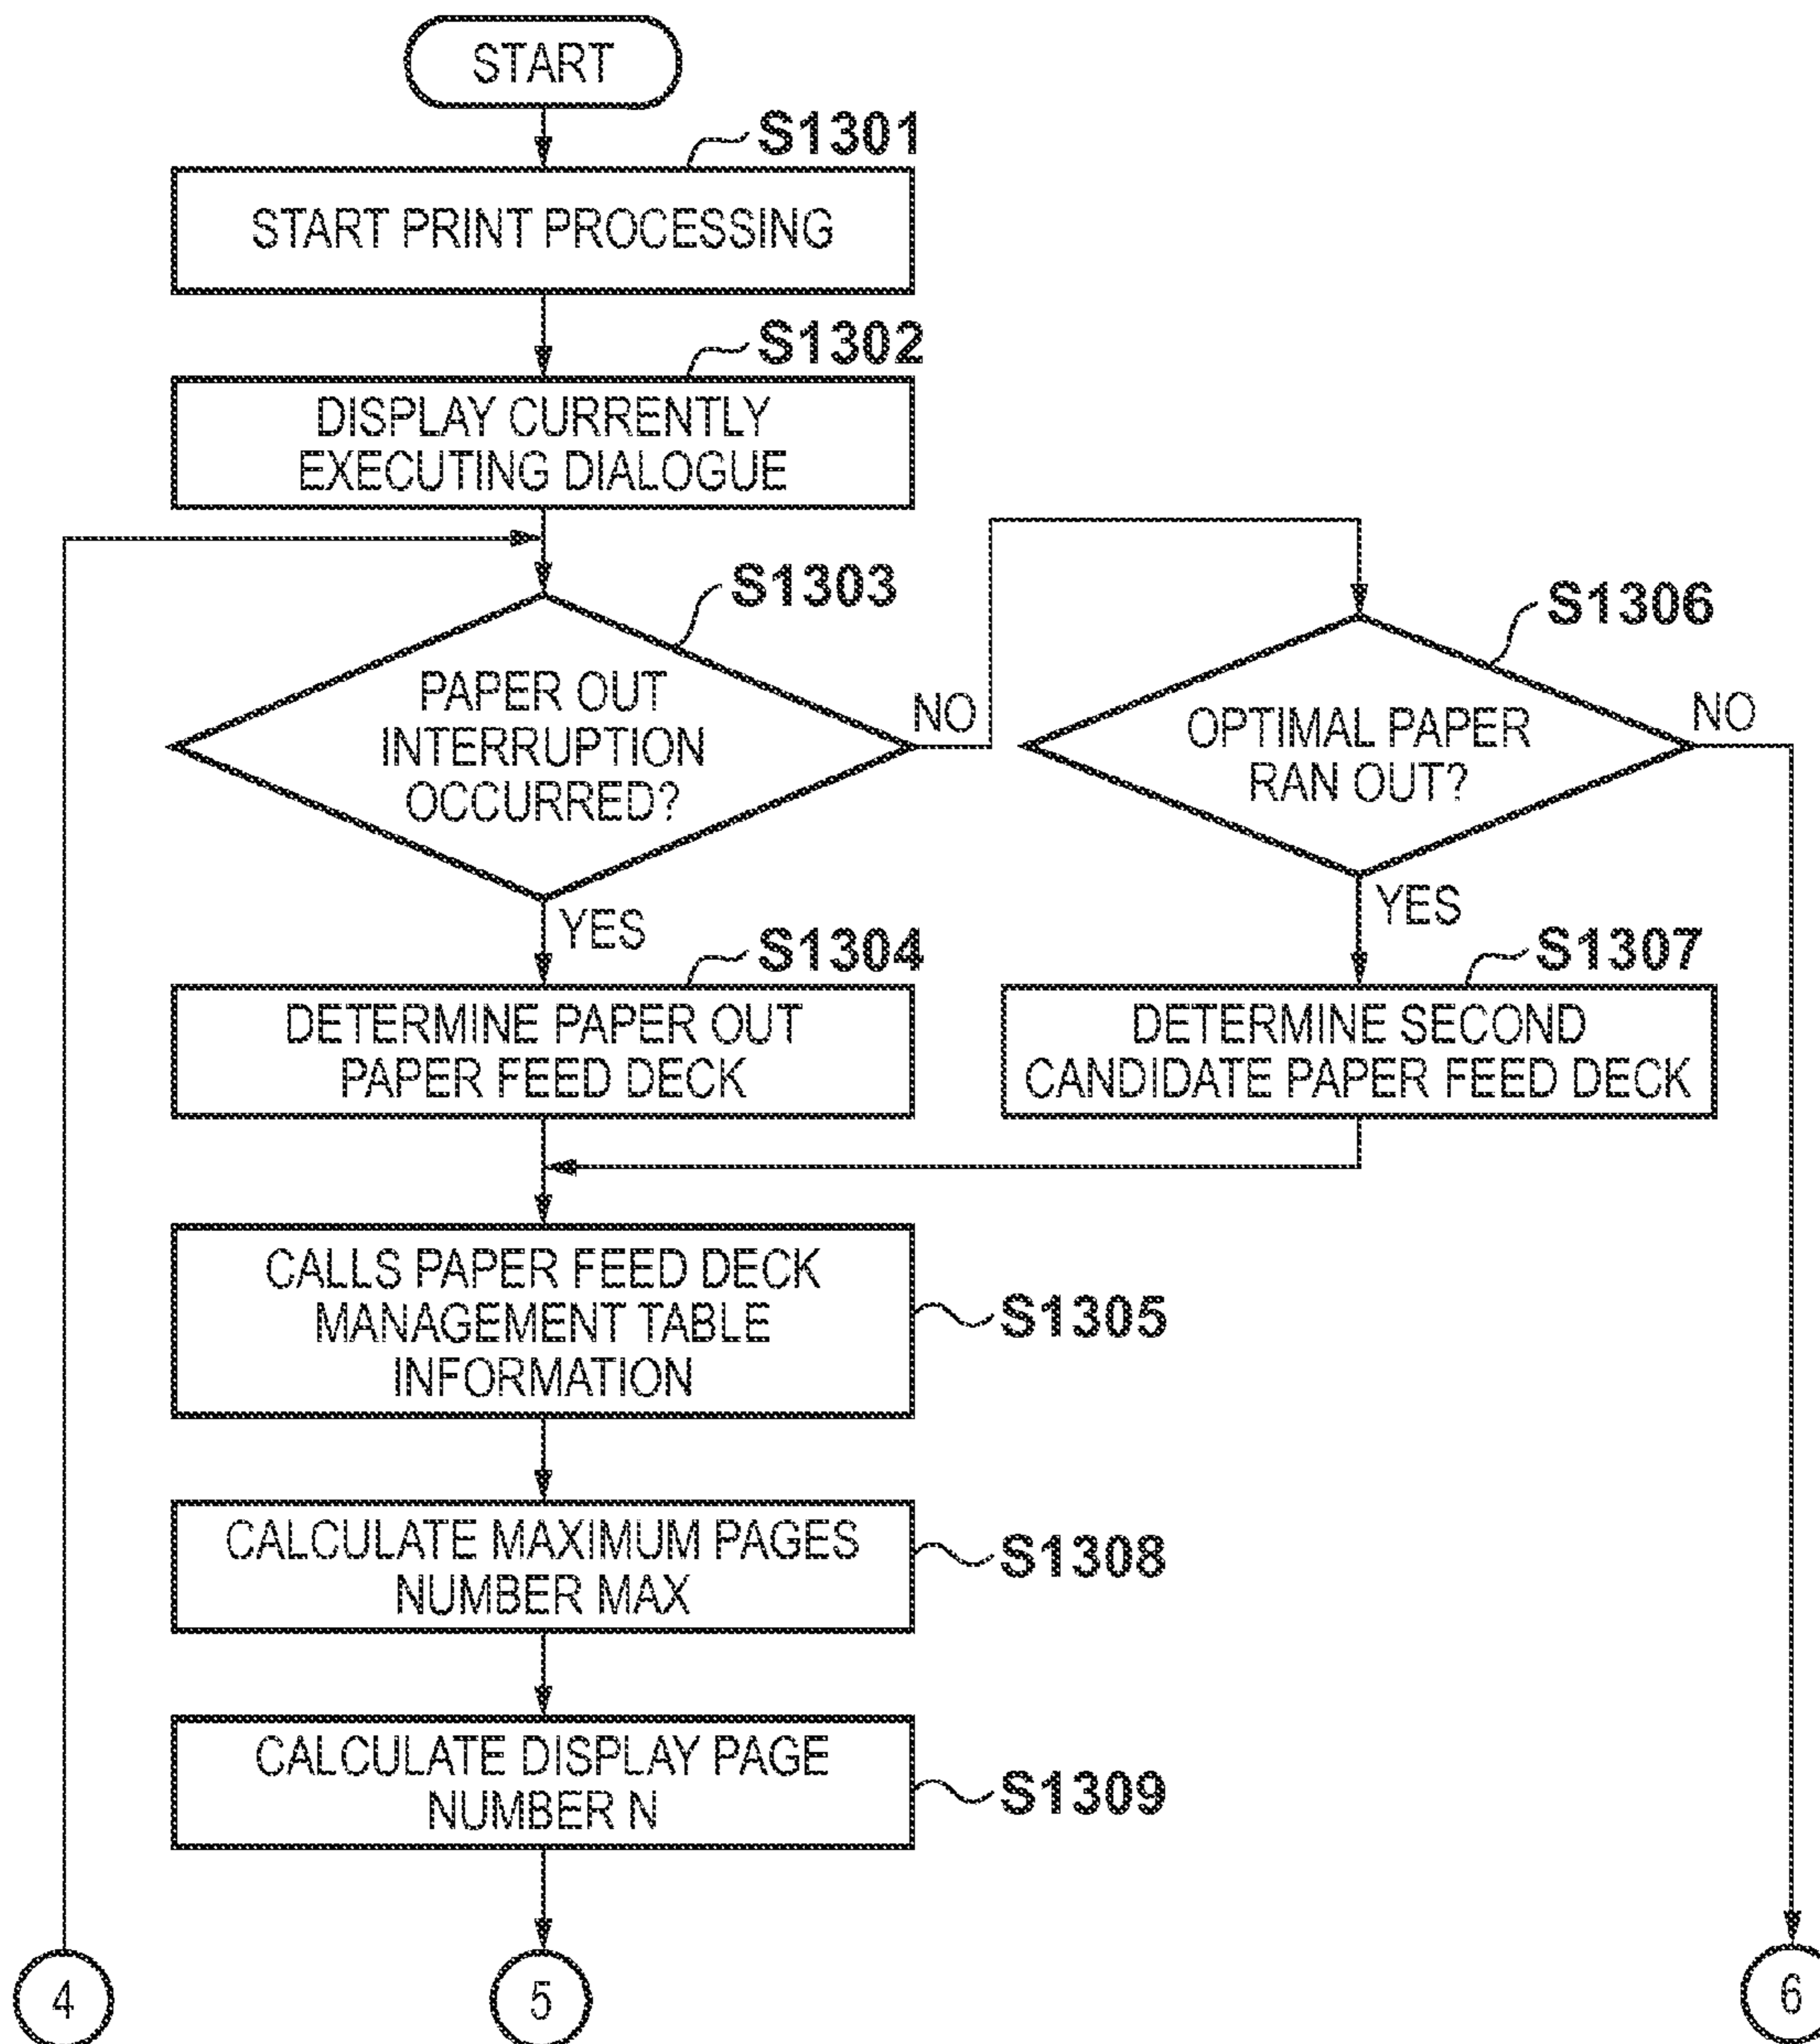 START
S1301
START PRINT PROCESSING
S1302
DISPLAY CURRENTLY
EXECUTING DIALOGUE
S1303
PAPER OUT
INTERRUPTION
OCCURRED?
NO
YES
S1306
OPTIMAL PAPER
RAN OUT?
NO
YES
S1304
DETERMINE PAPER OUT
PAPER FEED DECK
S1307
DETERMINE SECOND
CANDIDATE PAPER FEED DECK
CALLS PAPER FEED DECK
MANAGEMENT TABLE
INFORMATION
S1305
CALCULATE MAXIMUM PAGES
NUMBER MAX
S1308
CALCULATE DISPLAY PAGE
NUMBER N
S1309
4
5
6